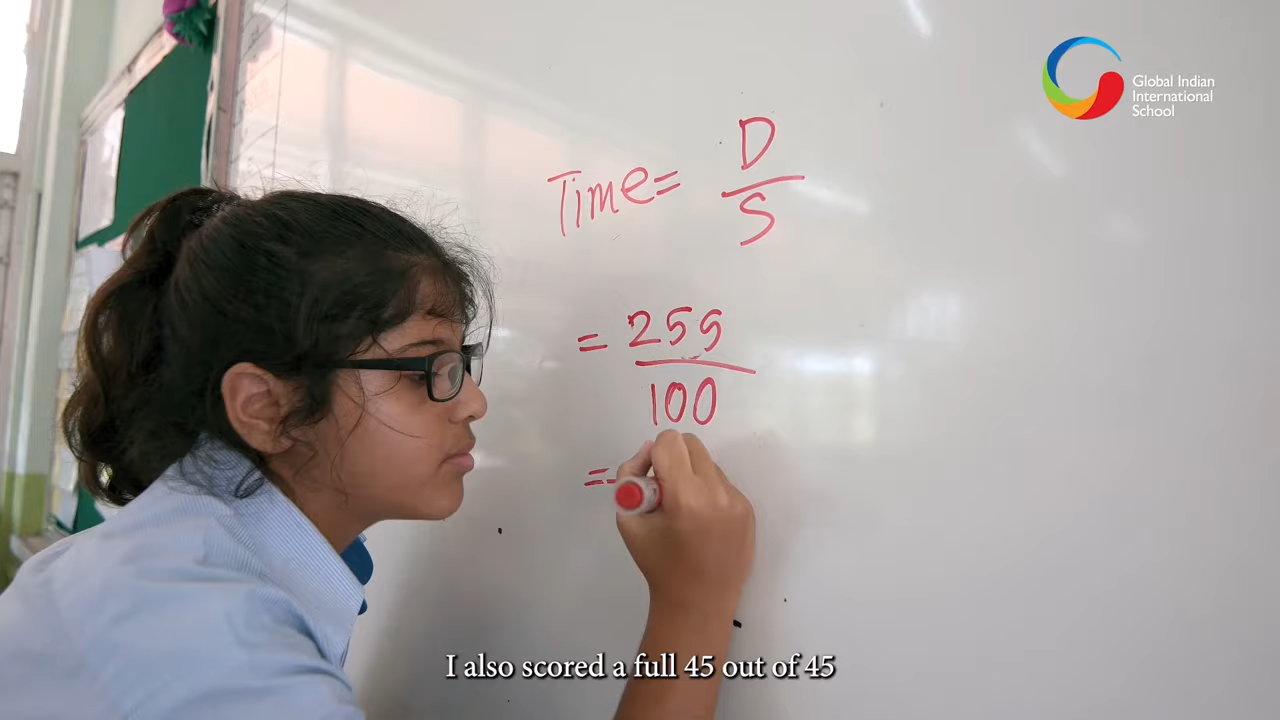 Global Indian
International
School
Time = D/S
= 259/100
=
I also scored a full 45 out of 45